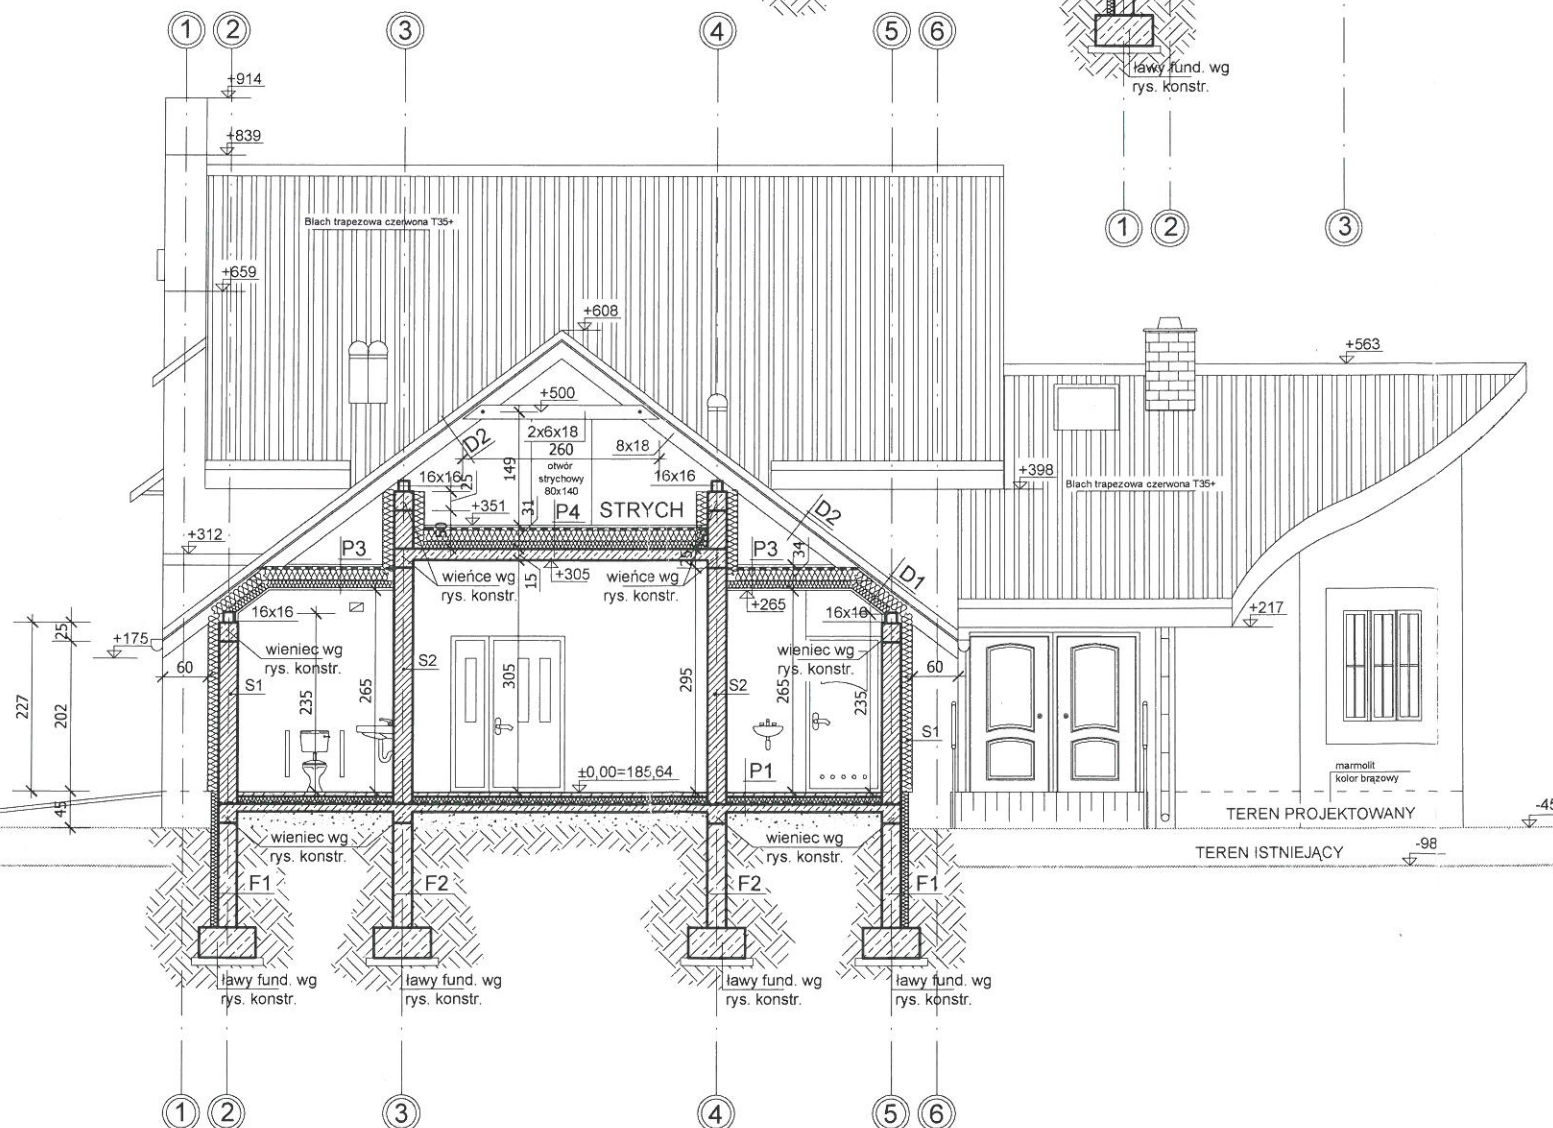 1 2 3 4 5 6
ławy fund. wg
rys. konstr.
+914
+839
1 2 3
Blach trapezowa czerwona T35+
+659
+608
+563
+500
2x6x18
D2
260
8x18
otwór
strychowy
80x140
149
16x16
25
16x16
+398
Blach trapezowa czerwona T35+
+351
31
P4
STRYCH
D2
50
+312
P3
P3
34
25
15
+305
wieńce wg
rys. konstr.
wieńce wg
rys. konstr.
D1
+265
16x16
16x16
+217
25
+175
wieniec wg
rys. konstr.
wieniec wg
rys. konstr.
60
S2
60
S1
S2
227
202
235
265
305
295
265
235
S1
±0,00=185,64
P1
marmolit
kolor brązowy
45
TEREN PROJEKTOWANY
-45
wieniec wg
rys. konstr.
wieniec wg
rys. konstr.
TEREN ISTNIEJĄCY
-98
F1
F2
F2
F1
ławy fund. wg
rys. konstr.
ławy fund. wg
rys. konstr.
ławy fund. wg
rys. konstr.
ławy fund. wg
rys. konstr.
1 2 3 4 5 6